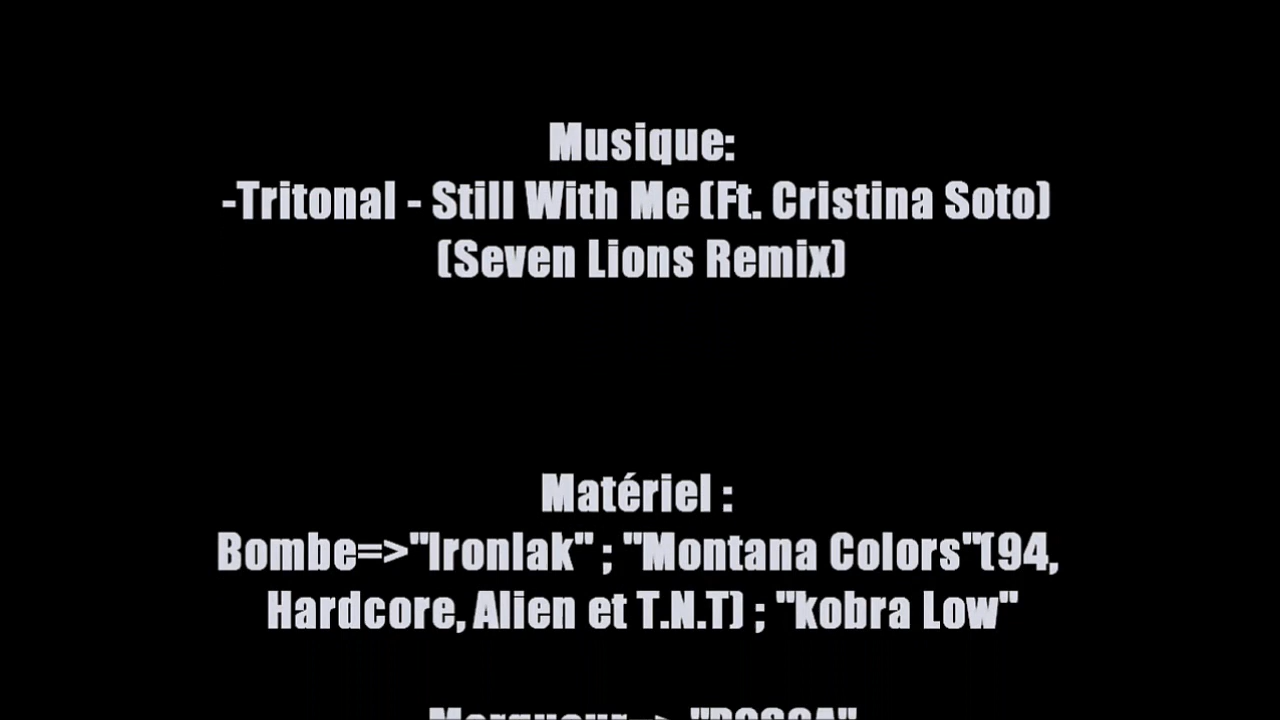 Musique:
-Tritonal - Still With Me (Ft. Cristina Soto)
(Seven Lions Remix)
Matériel :
Bombe=>"Ironlak" ; "Montana Colors"(94,
Hardcore, Alien et T.N.T) ; "kobra Low"